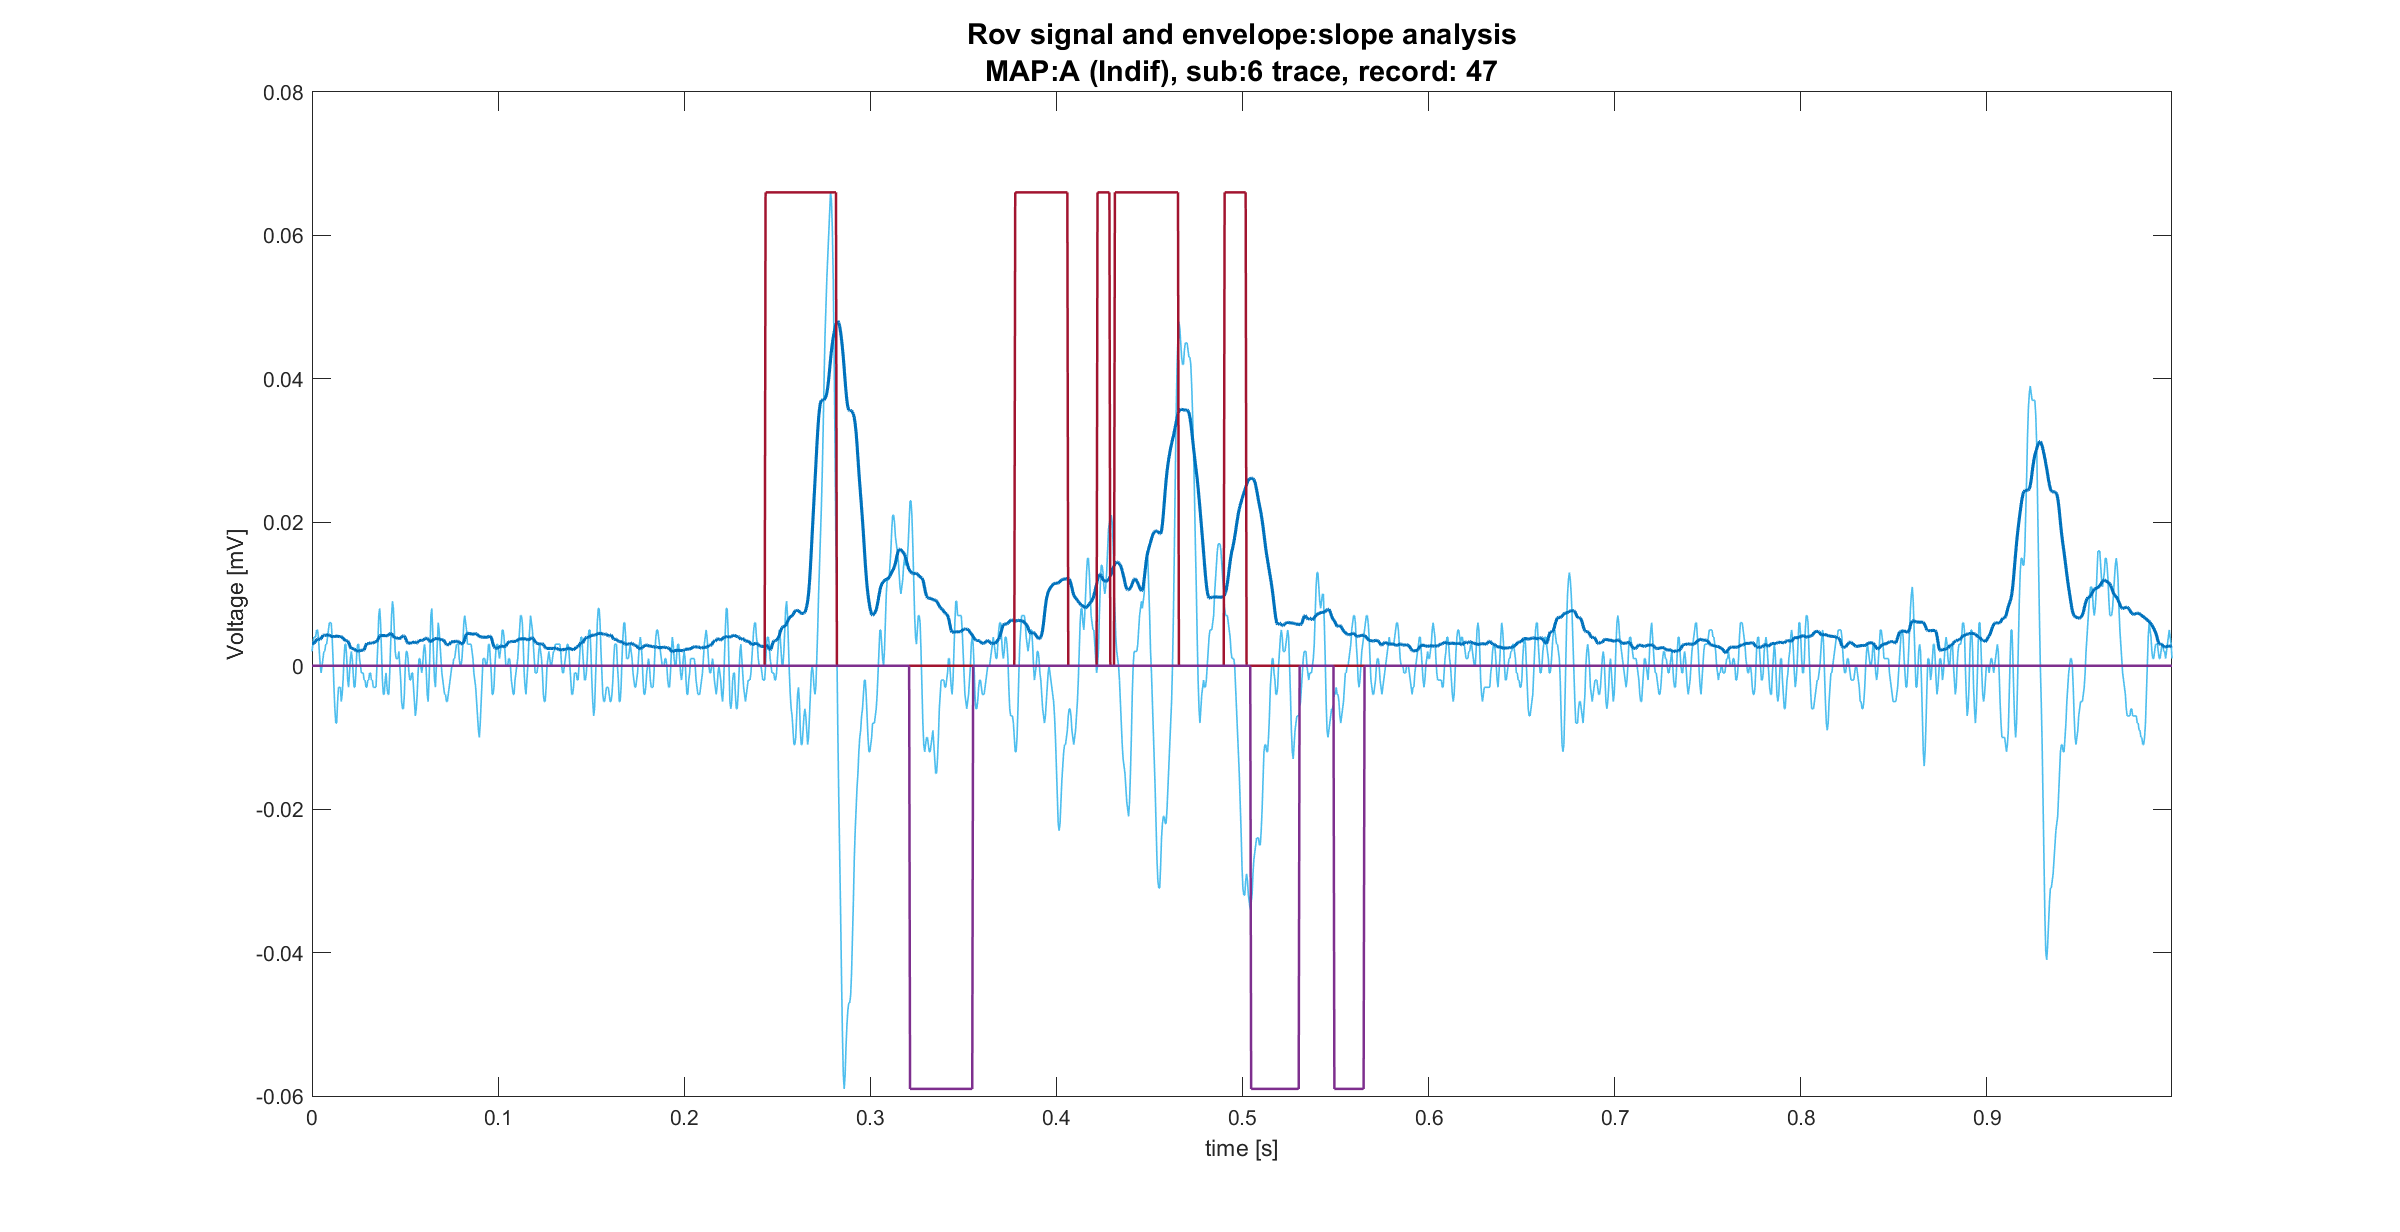 Rov signal and envelope:slope analysis
MAP:A (Indif), sub:6 trace, record: 47
0.08
0.06
0.04
0.02
0
-0.02
-0.04
-0.06
Voltage [mV]
0 0.1 0.2 0.3 0.4 0.5 0.6 0.7 0.8 0.9
time [s]